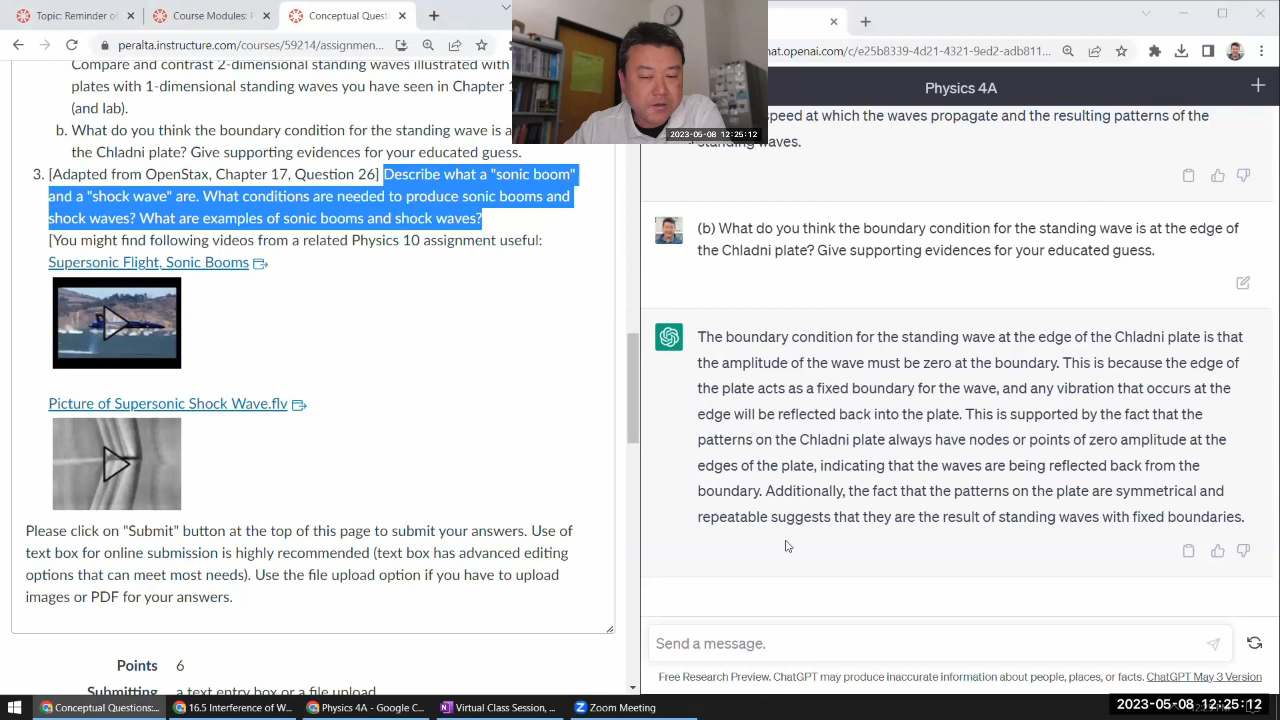 Topic: Reminder of
Course Modules: P
Conceptual Quest
peralta.instructure.com/courses/59214/assignmen...
Compare and contrast 2-dimensional standing waves illustrated with
plates with 1-dimensional standing waves you have seen in Chapter 1
(and lab).
b. What do you think the boundary condition for the standing wave is a
the Chladni plate? Give supporting evidences for your educated guess.
3. [Adapted from OpenStax, Chapter 17, Question 26] Describe what a "sonic boom"
and a "shock wave" are. What conditions are needed to produce sonic booms and
shock waves? What are examples of sonic booms and shock waves?
[You might find following videos from a related Physics 10 assignment useful:
Supersonic Flight, Sonic Booms
Picture of Supersonic Shock Wave.flv
Please click on "Submit" button at the top of this page to submit your answers. Use of
text box for online submission is highly recommended (text box has advanced editing
options that can meet most needs). Use the file upload option if you have to upload
images or PDF for your answers.
Points 6
Submitting a text entry box or a file upload
2023-05-08 12:25:12
hat.openai.com/c/e25b8339-4d21-4321-9ed2-adb811...
Physics 4A
speed at which the waves propagate and the resulting patterns of the
standing waves.
(b) What do you think the boundary condition for the standing wave is at the edge of
the Chladni plate? Give supporting evidences for your educated guess.
The boundary condition for the standing wave at the edge of the Chladni plate is that
the amplitude of the wave must be zero at the boundary. This is because the edge of
the plate acts as a fixed boundary for the wave, and any vibration that occurs at the
edge will be reflected back into the plate. This is supported by the fact that the
patterns on the Chladni plate always have nodes or points of zero amplitude at the
edges of the plate, indicating that the waves are being reflected back from the
boundary. Additionally, the fact that the patterns on the plate are symmetrical and
repeatable suggests that they are the result of standing waves with fixed boundaries.
Send a message.
Free Research Preview. ChatGPT may produce inaccurate information about people, places, or facts. ChatGPT May 3 Version
Conceptual Questions:...
16.5 Interference of W...
Physics 4A - Google C...
Virtual Class Session, ...
Zoom Meeting
2023-05-08 12:25:12